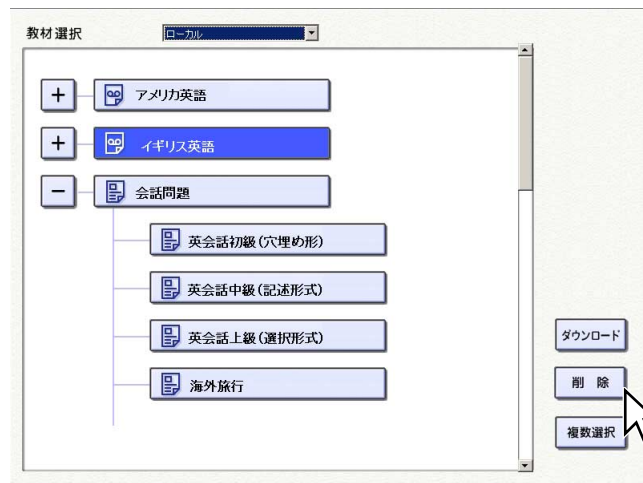 教材選択
ローカル
+
アメリカ英語
+
イギリス英語
−
会話問題
英会話初級(穴埋め形)
英会話中級(記述形式)
英会話上級(選択形式)
海外旅行
ダウンロード
削 除
複数選択